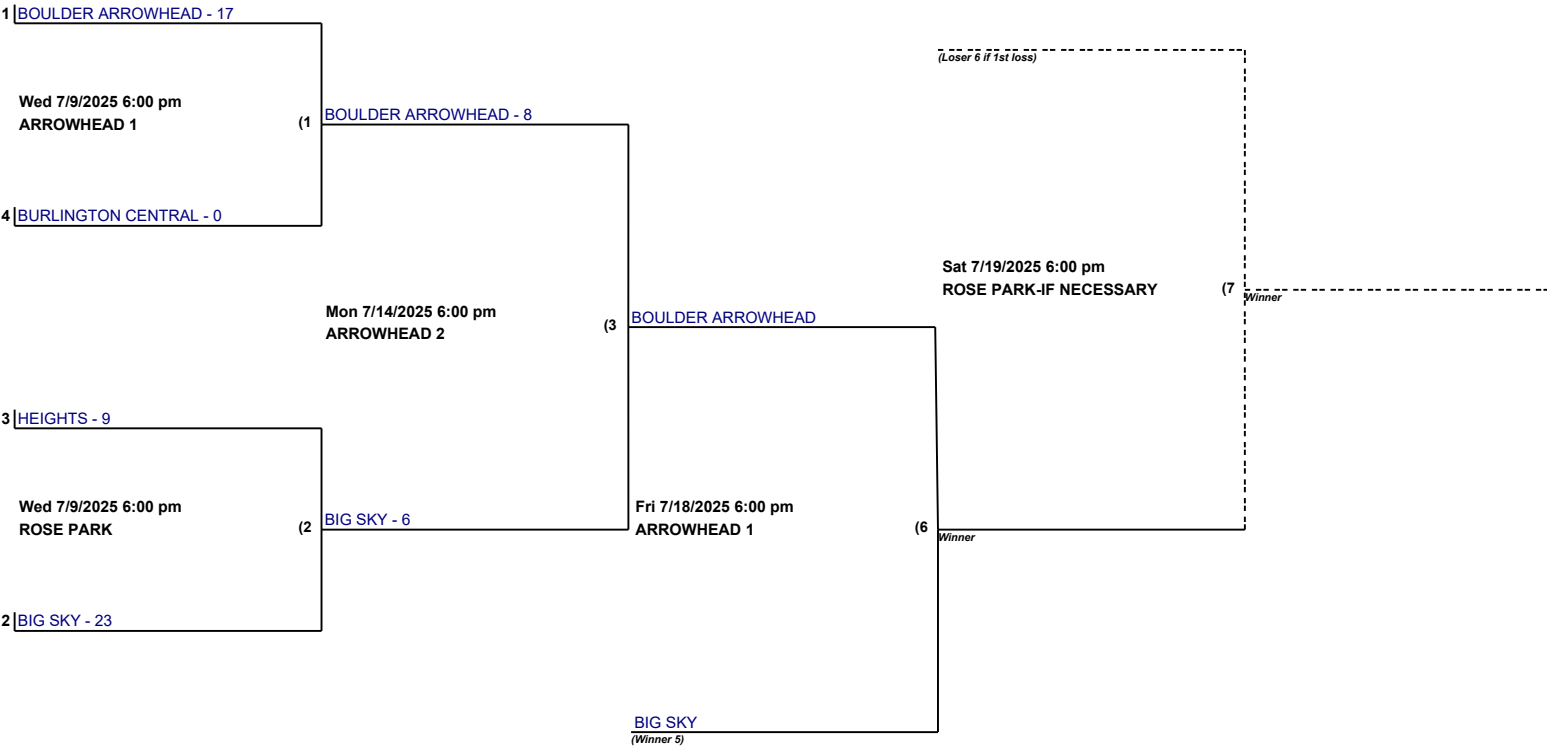 1 BOULDER ARROWHEAD - 17
(Loser 6 if 1st loss)
Wed 7/9/2025 6:00 pm
ARROWHEAD 1
(1
BOULDER ARROWHEAD - 8
4 BURLINGTON CENTRAL - 0
Sat 7/19/2025 6:00 pm
ROSE PARK-IF NECESSARY
(7
Winner
Mon 7/14/2025 6:00 pm
ARROWHEAD 2
(3
BOULDER ARROWHEAD
3 HEIGHTS - 9
Wed 7/9/2025 6:00 pm
ROSE PARK
(2
BIG SKY - 6
Fri 7/18/2025 6:00 pm
ARROWHEAD 1
(6
Winner
2 BIG SKY - 23
BIG SKY
(Winner 5)